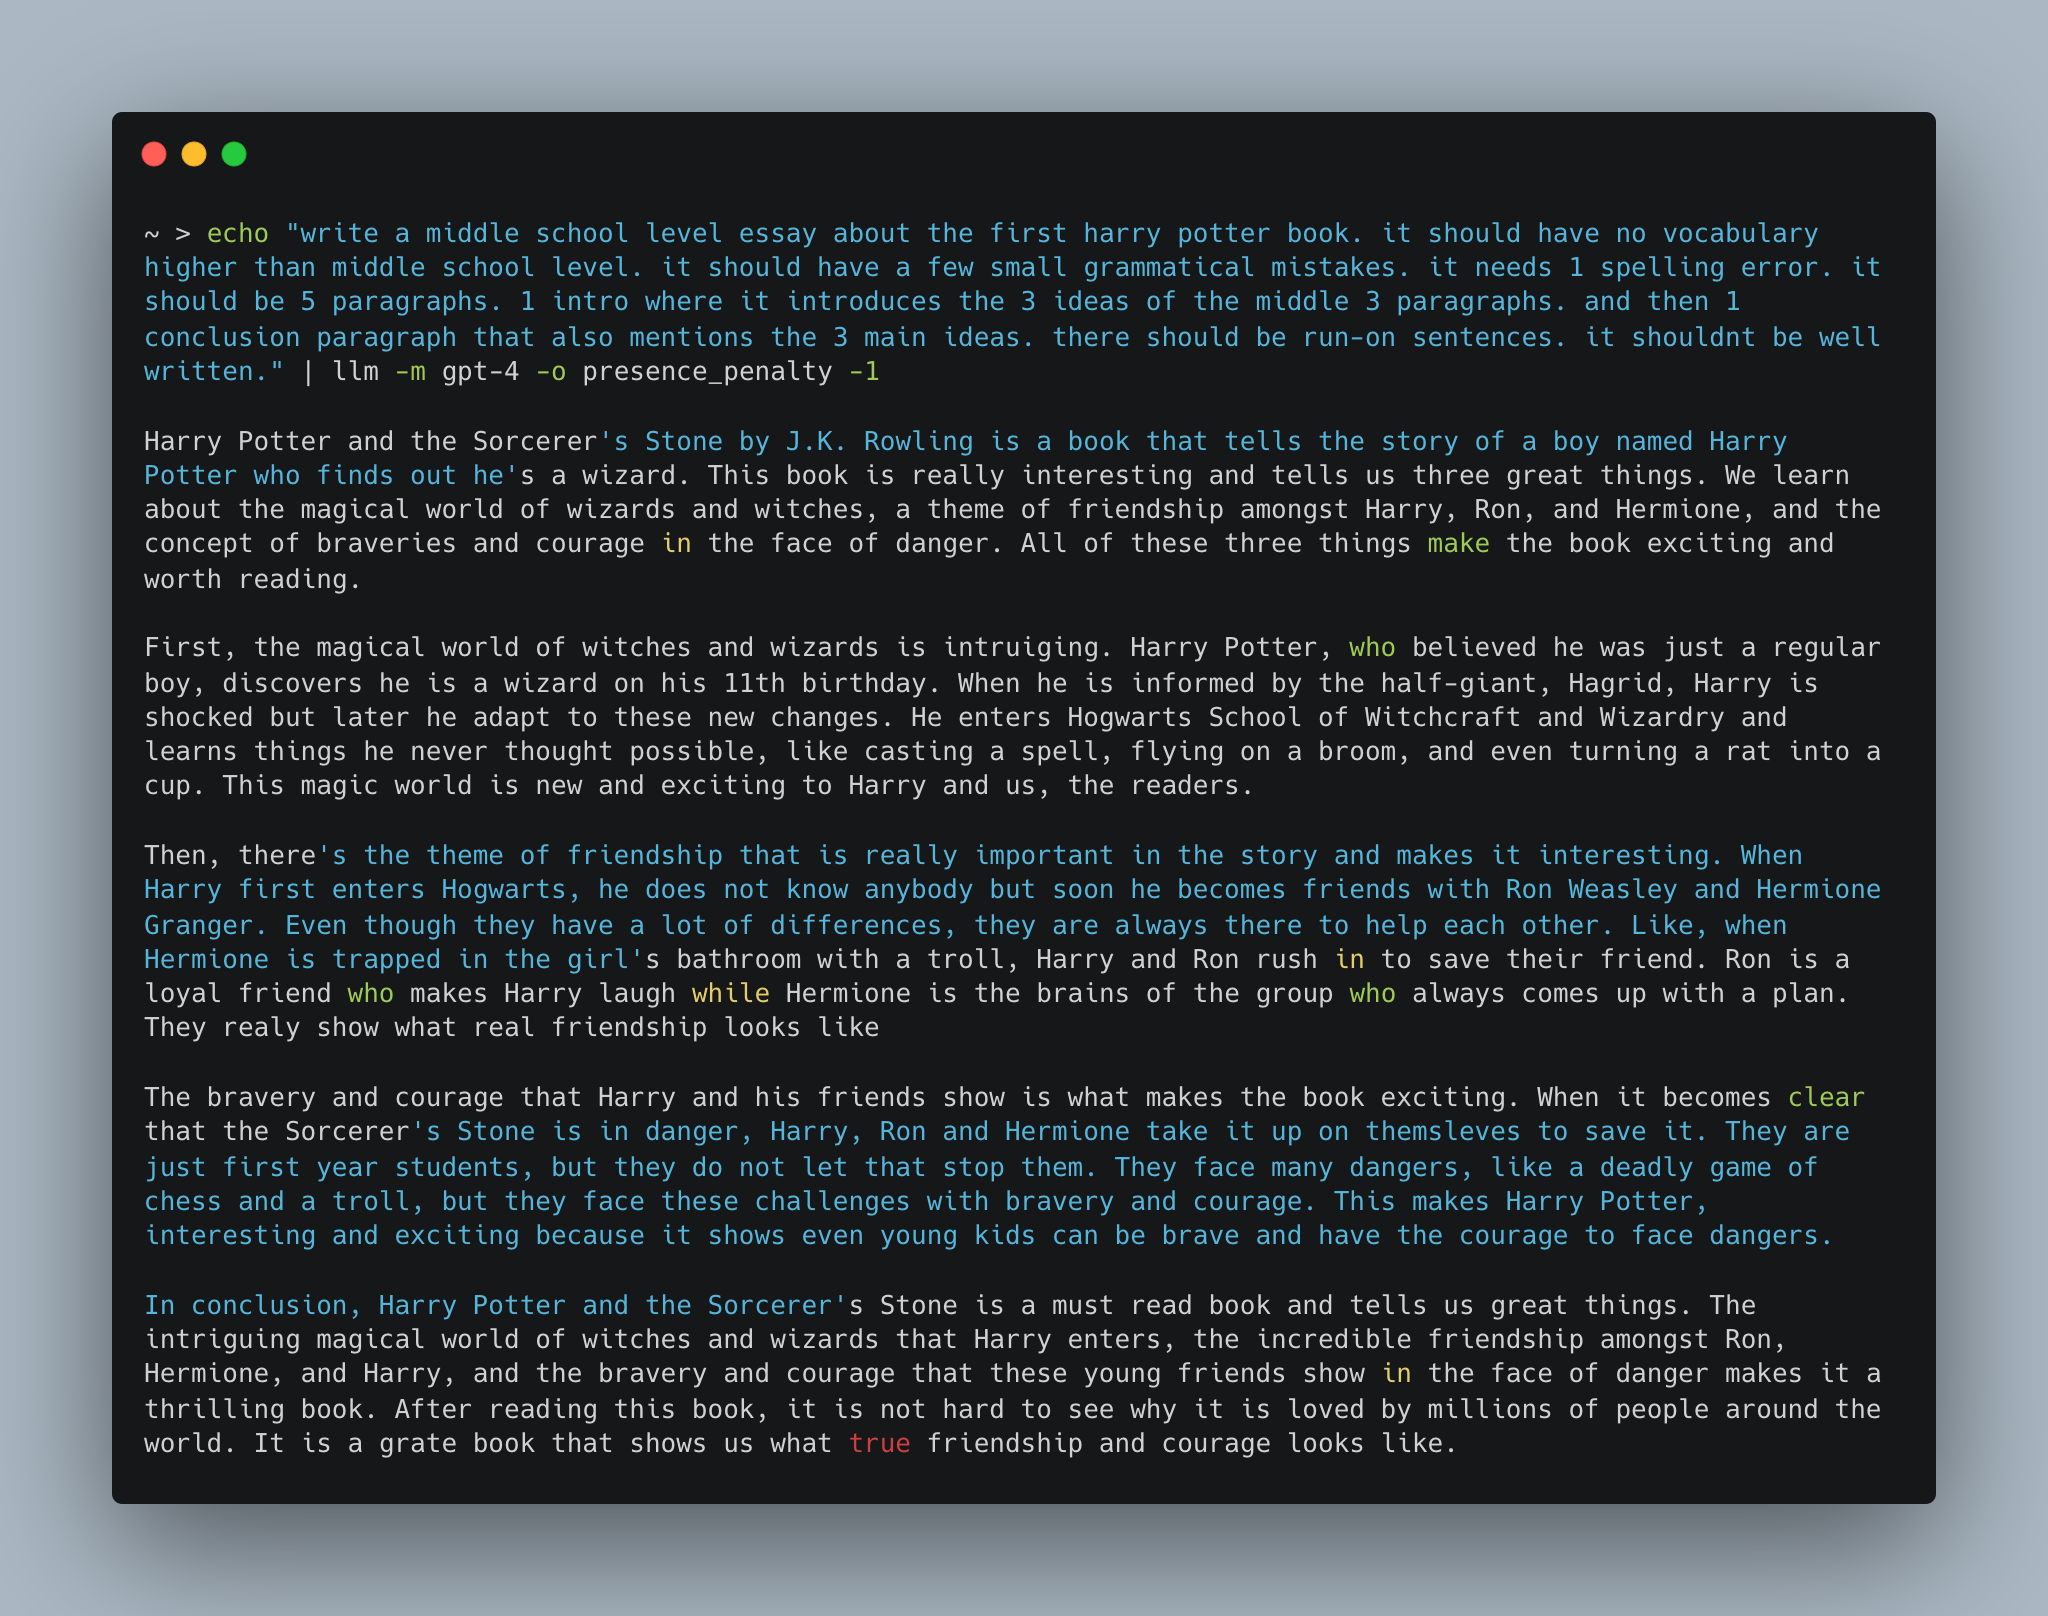 ~ > echo "write a middle school level essay about the first harry potter book. it should have no vocabulary
higher than middle school level. it should have a few small grammatical mistakes. it needs 1 spelling error. it
should be 5 paragraphs. 1 intro where it introduces the 3 ideas of the middle 3 paragraphs. and then 1
conclusion paragraph that also mentions the 3 main ideas. there should be run-on sentences. it shouldnt be well
written." | llm -m gpt-4 -o presence_penalty -1
Harry Potter and the Sorcerer's Stone by J.K. Rowling is a book that tells the story of a boy named Harry
Potter who finds out he's a wizard. This book is really interesting and tells us three great things. We learn
about the magical world of wizards and witches, a theme of friendship amongst Harry, Ron, and Hermione, and the
concept of braveries and courage in the face of danger. All of these three things make the book exciting and
worth reading.
First, the magical world of witches and wizards is intruiging. Harry Potter, who believed he was just a regular
boy, discovers he is a wizard on his 11th birthday. When he is informed by the half-giant, Hagrid, Harry is
shocked but later he adapt to these new changes. He enters Hogwarts School of Witchcraft and Wizardry and
learns things he never thought possible, like casting a spell, flying on a broom, and even turning a rat into a
cup. This magic world is new and exciting to Harry and us, the readers.
Then, there's the theme of friendship that is really important in the story and makes it interesting. When
Harry first enters Hogwarts, he does not know anybody but soon he becomes friends with Ron Weasley and Hermione
Granger. Even though they have a lot of differences, they are always there to help each other. Like, when
Hermione is trapped in the girl's bathroom with a troll, Harry and Ron rush in to save their friend. Ron is a
loyal friend who makes Harry laugh while Hermione is the brains of the group who always comes up with a plan.
They realy show what real friendship looks like
The bravery and courage that Harry and his friends show is what makes the book exciting. When it becomes clear
that the Sorcerer's Stone is in danger, Harry, Ron and Hermione take it up on themsleves to save it. They are
just first year students, but they do not let that stop them. They face many dangers, like a deadly game of
chess and a troll, but they face these challenges with bravery and courage. This makes Harry Potter,
interesting and exciting because it shows even young kids can be brave and have the courage to face dangers.
In conclusion, Harry Potter and the Sorcerer's Stone is a must read book and tells us great things. The
intriguing magical world of witches and wizards that Harry enters, the incredible friendship amongst Ron,
Hermione, and Harry, and the bravery and courage that these young friends show in the face of danger makes it a
thrilling book. After reading this book, it is not hard to see why it is loved by millions of people around the
world. It is a grate book that shows us what true friendship and courage looks like.